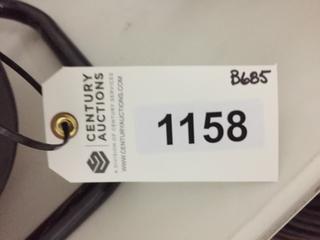 B685
CENTURY
AUCTIONS
A DIVISION OF CENTURY SERVICES
WWW.CENTURYAUCTIONS.COM
1158